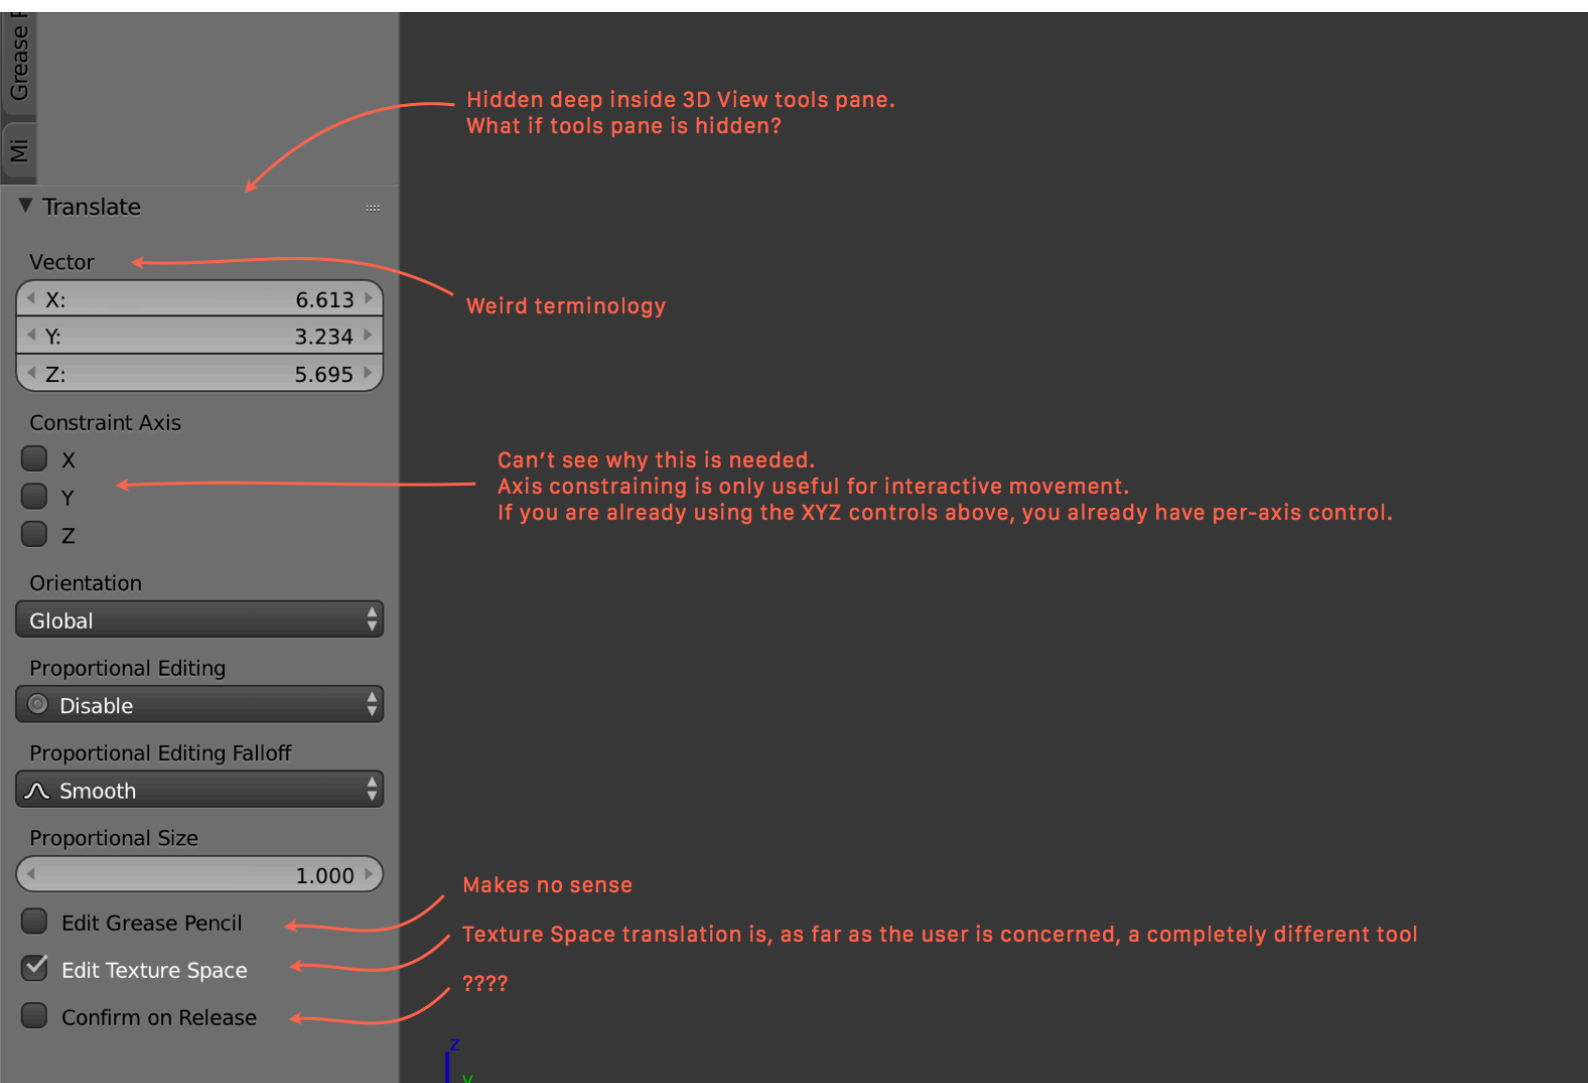 Grease
Mi
Hidden deep inside 3D View tools pane.
What if tools pane is hidden?
Translate
Vector
X: 6.613
Y: 3.234
Z: 5.695
Weird terminology
Constraint Axis
X
Y
Z
Can't see why this is needed.
Axis constraining is only useful for interactive movement.
If you are already using the XYZ controls above, you already have per-axis control.
Orientation
Global
Proportional Editing
Disable
Proportional Editing Falloff
Smooth
Proportional Size
1.000
Makes no sense
Edit Grease Pencil
Texture Space translation is, as far as the user is concerned, a completely different tool
Edit Texture Space
????
Confirm on Release
z
y